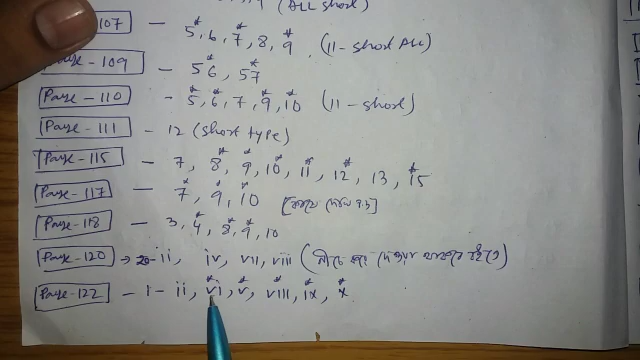 (ALL short)
107 - 5*, 6, 7*, 8, 9* (11-short ALL)
Page-109 - 56*, 57*
Page-110 - 5*, 6*, 7, 9*, 10* (11-short)
Page-111 - 12 (short type)
Page-115 - 7, 8*, 9*, 10*, 11*, 12*, 13, 15*
Page-117 - 7*, 9*, 10*
Page-118 - 3, 4*, 8*, 9*, 10
Page-120 → ii, iv, vii, viii
Page-122 - i - ii, vi*, v*, viii*, ix*, x*